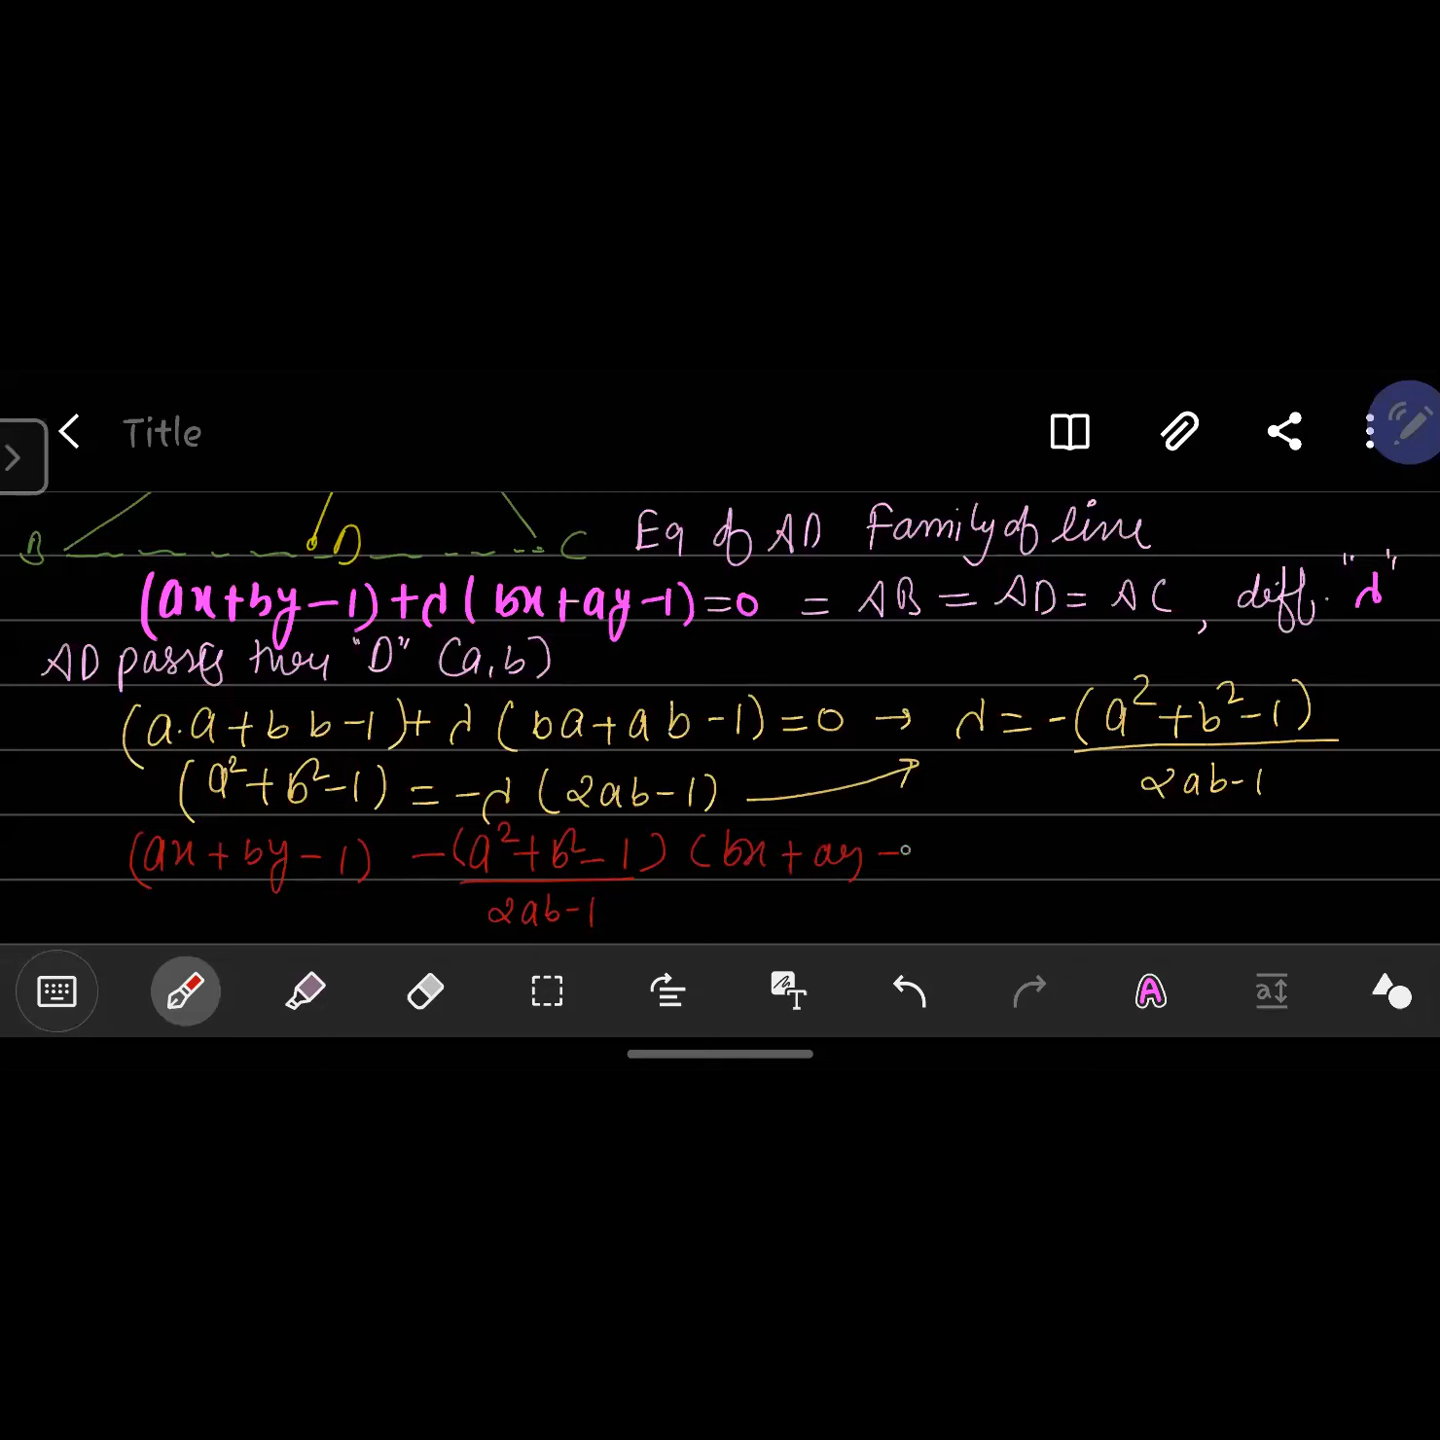 Title
B D C Eq of AD Family of line
(ax+by-1)+λ(bx+ay-1)=0 = AB = AD = AC, diff. "λ"
AD passes "D" (a,b)
(a.a+b b-1)+ λ(ba+ab-1)=0 → λ = -(a²+b²-1)/2ab-1
(a²+b²-1) = -λ(2ab-1)
(ax+by-1) -(a²+b²-1)/2ab-1 (bx+ay-